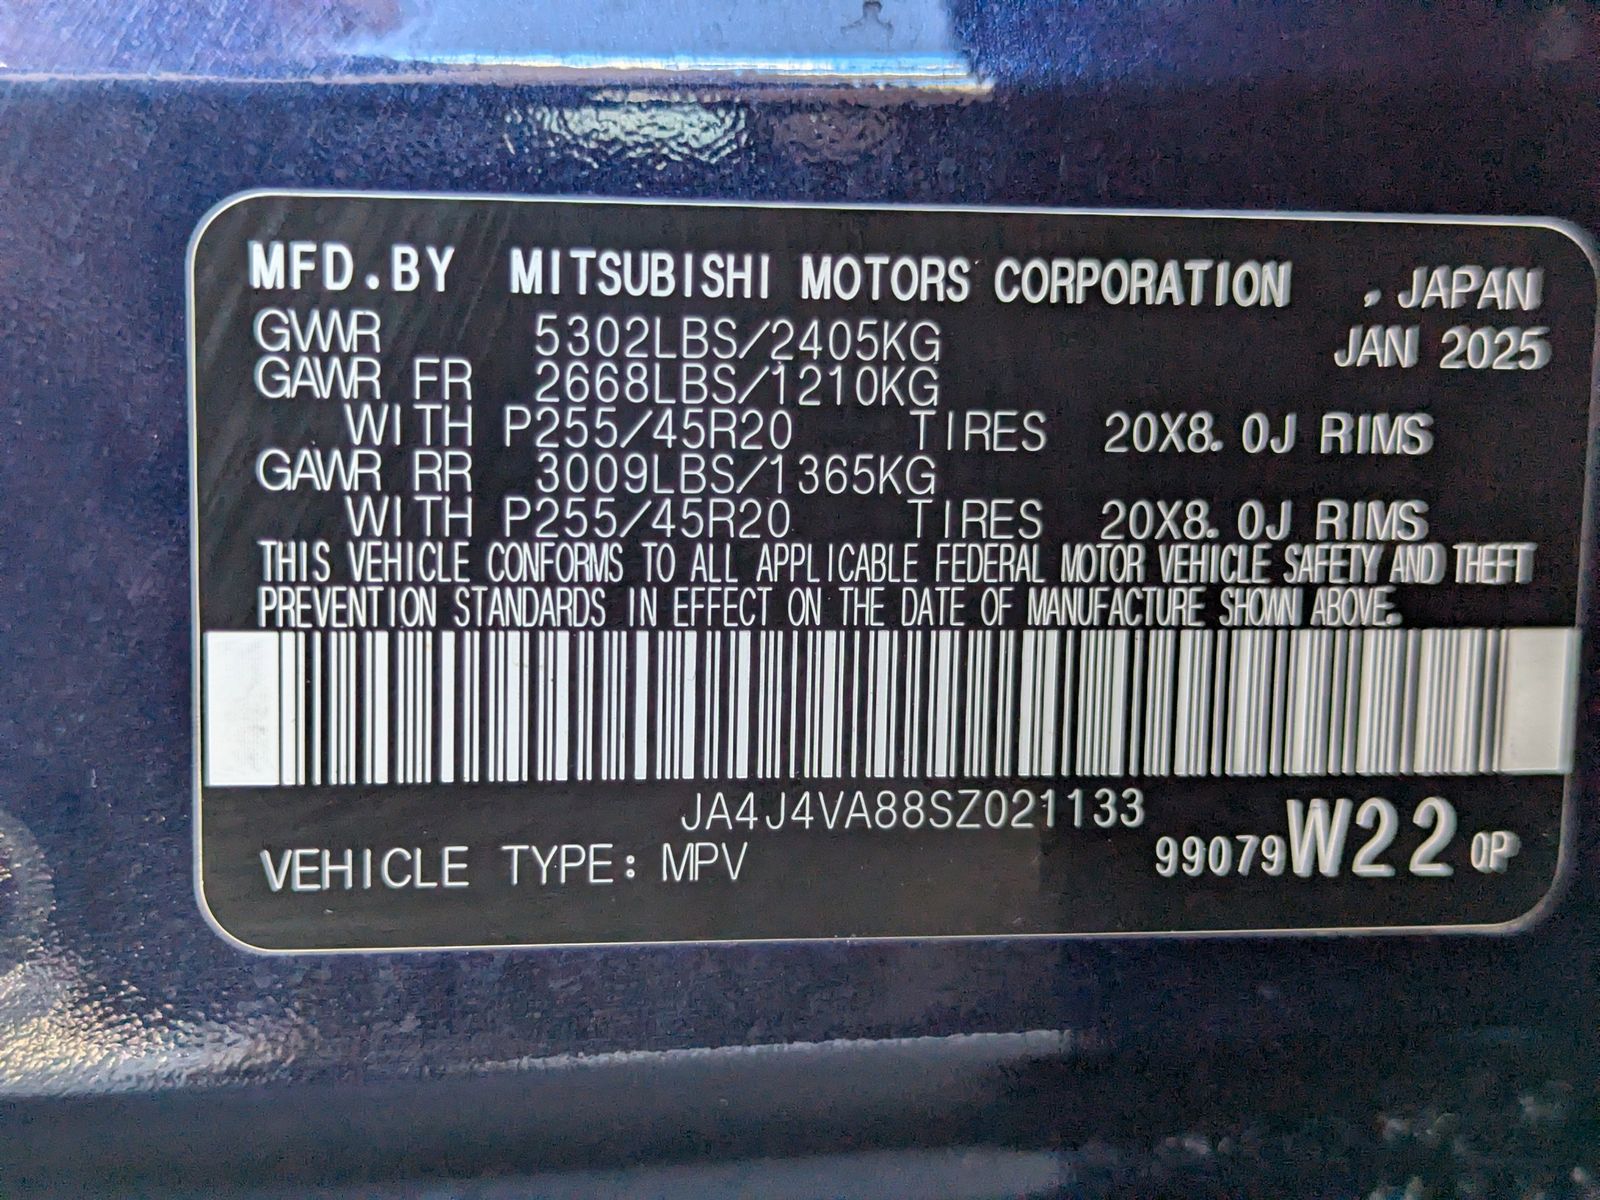 MFD.BY MITSUBISHI MOTORS CORPORATION , JAPAN
GVWR 5302LBS/2405KG JAN 2025
GAWR FR 2668LBS/1210KG
WITH P255/45R20 TIRES 20X8.0J RIMS
GAWR RR 3009LBS/1365KG
WITH P255/45R20 TIRES 20X8.0J RIMS
THIS VEHICLE CONFORMS TO ALL APPLICABLE FEDERAL MOTOR VEHICLE SAFETY AND THEFT
PREVENTION STANDARDS IN EFFECT ON THE DATE OF MANUFACTURE SHOWN ABOVE.
JA4J4VA88SZ021133
VEHICLE TYPE: MPV 99079W22 0P